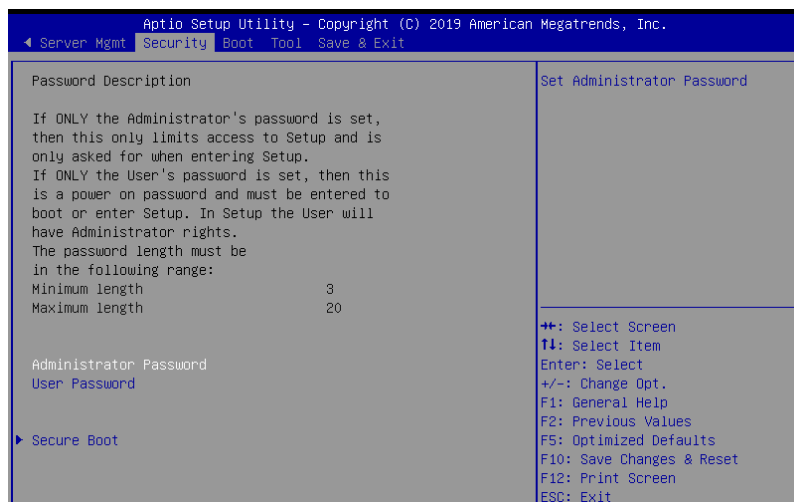 Aptio Setup Utility – Copyright (C) 2019 American Megatrends, Inc.
◀ Server Mgmt Security Boot Tool Save & Exit
Password Description
If ONLY the Administrator's password is set,
then this only limits access to Setup and is
only asked for when entering Setup.
If ONLY the User's password is set, then this
is a power on password and must be entered to
boot or enter Setup. In Setup the User will
have Administrator rights.
The password length must be
in the following range:
Minimum length 3
Maximum length 20
Administrator Password
User Password
▶ Secure Boot
Set Administrator Password
→←: Select Screen
↑↓: Select Item
Enter: Select
+/-: Change Opt.
F1: General Help
F2: Previous Values
F5: Optimized Defaults
F10: Save Changes & Reset
F12: Print Screen
ESC: Exit